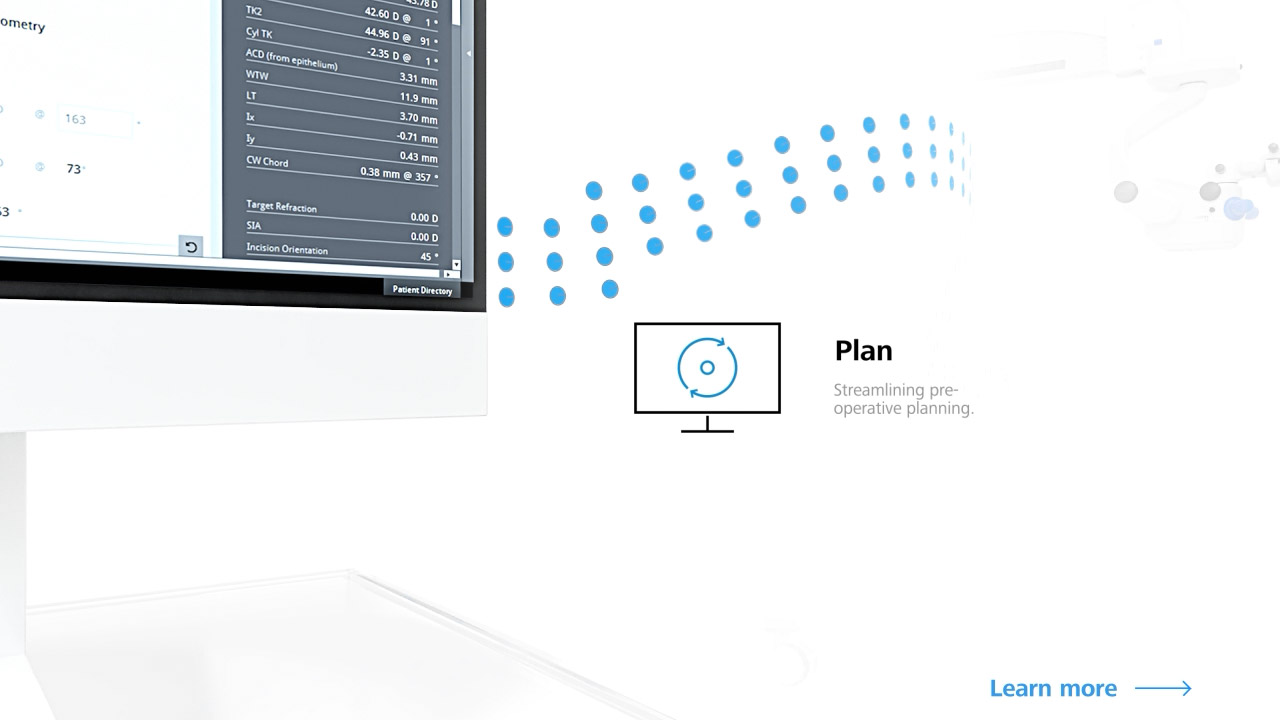 ometry
42.60 D @ 1 °
TK2 44.96 D @ 91 °
Cyl TK -2.35 D @ 1 °
ACD (from epithelium) 3.31 mm
WTW 11.9 mm
LT 3.70 mm
Ix -0.71 mm
Iy 0.43 mm
CW Chord 0.38 mm @ 357 °
Target Refraction 0.00 D
SIA 0.00 D
Incision Orientation 45 °
@ 163 °
@ 73°
Patient Directory
Plan
Streamlining pre-
operative planning.
Learn more